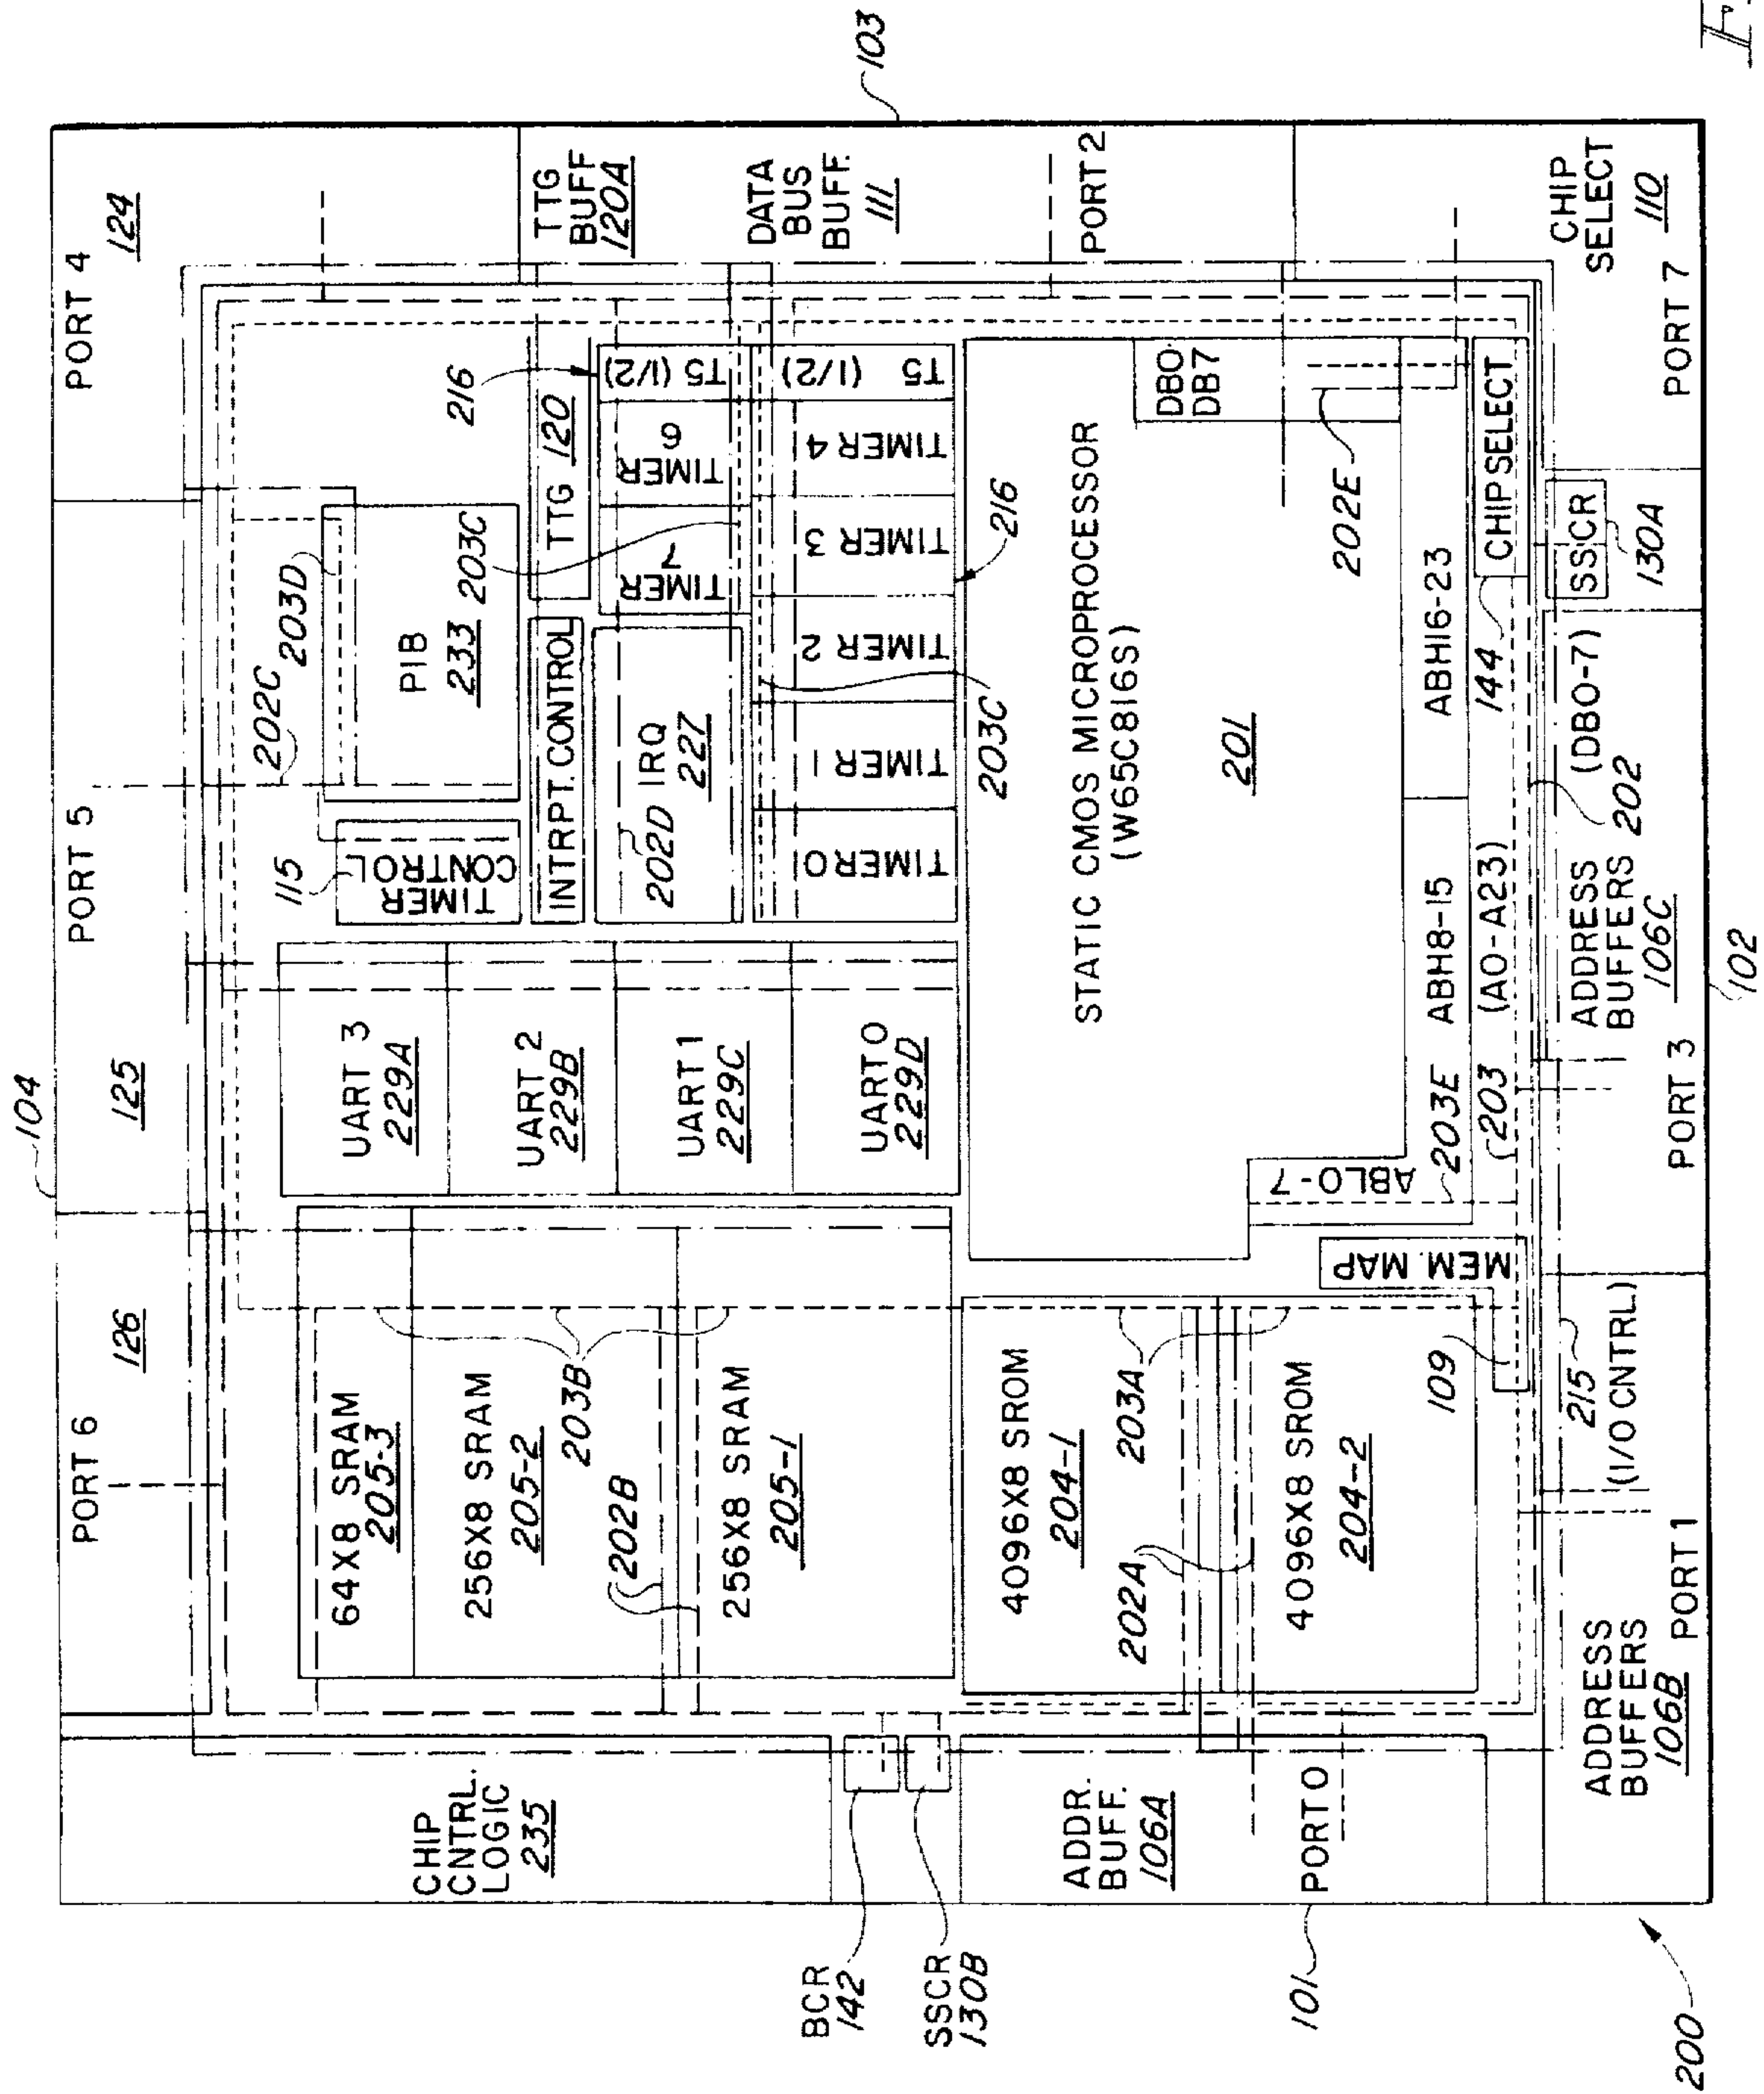 104
103
102
101
200
PORT 6
126
125
PORT 5
PORT 4
124
CHIP
CNTRL.
LOGIC
235
BCR
142
SSCR
130B
ADDR.
BUFF.
106A
PORT 0
ADDRESS
BUFFERS
106B
PORT 1
215
(I/O CNTRL)
PORT 3
ADDRESS
BUFFERS
106C
202
(DB0-7)
SSCR
130A
PORT 7
CHIP
SELECT
110
PORT 2
DATA
BUS
BUFF.
111
TTG
BUFF
120A
64X8 SRAM
205-3
256X8 SRAM
205-2
203B
202B
256X8 SRAM
205-1
4096X8 SROM
204-1
203A
202A
4096X8 SROM
204-2
109
MEM. MAP
UART 3
229A
UART 2
229B
UART 1
229C
UART 0
229D
115
TIMER
CONTROL
202C
203D
PIB
233
203C
216
INTRPT. CONTROL
TTG 120
202D
IRQ
227
TIMER
7
TIMER
6
T5 (1/2)
TIMER 0
TIMER 1
TIMER 2
TIMER 3
TIMER 4
T5 (1/2)
203C
216
STATIC CMOS MICROPROCESSOR
(W65C816S)
201
DB0
DB7
202E
ABL0-7
203E
ABH8-15
ABH16-23
203
(A0-A23)
144
CHIP SELECT